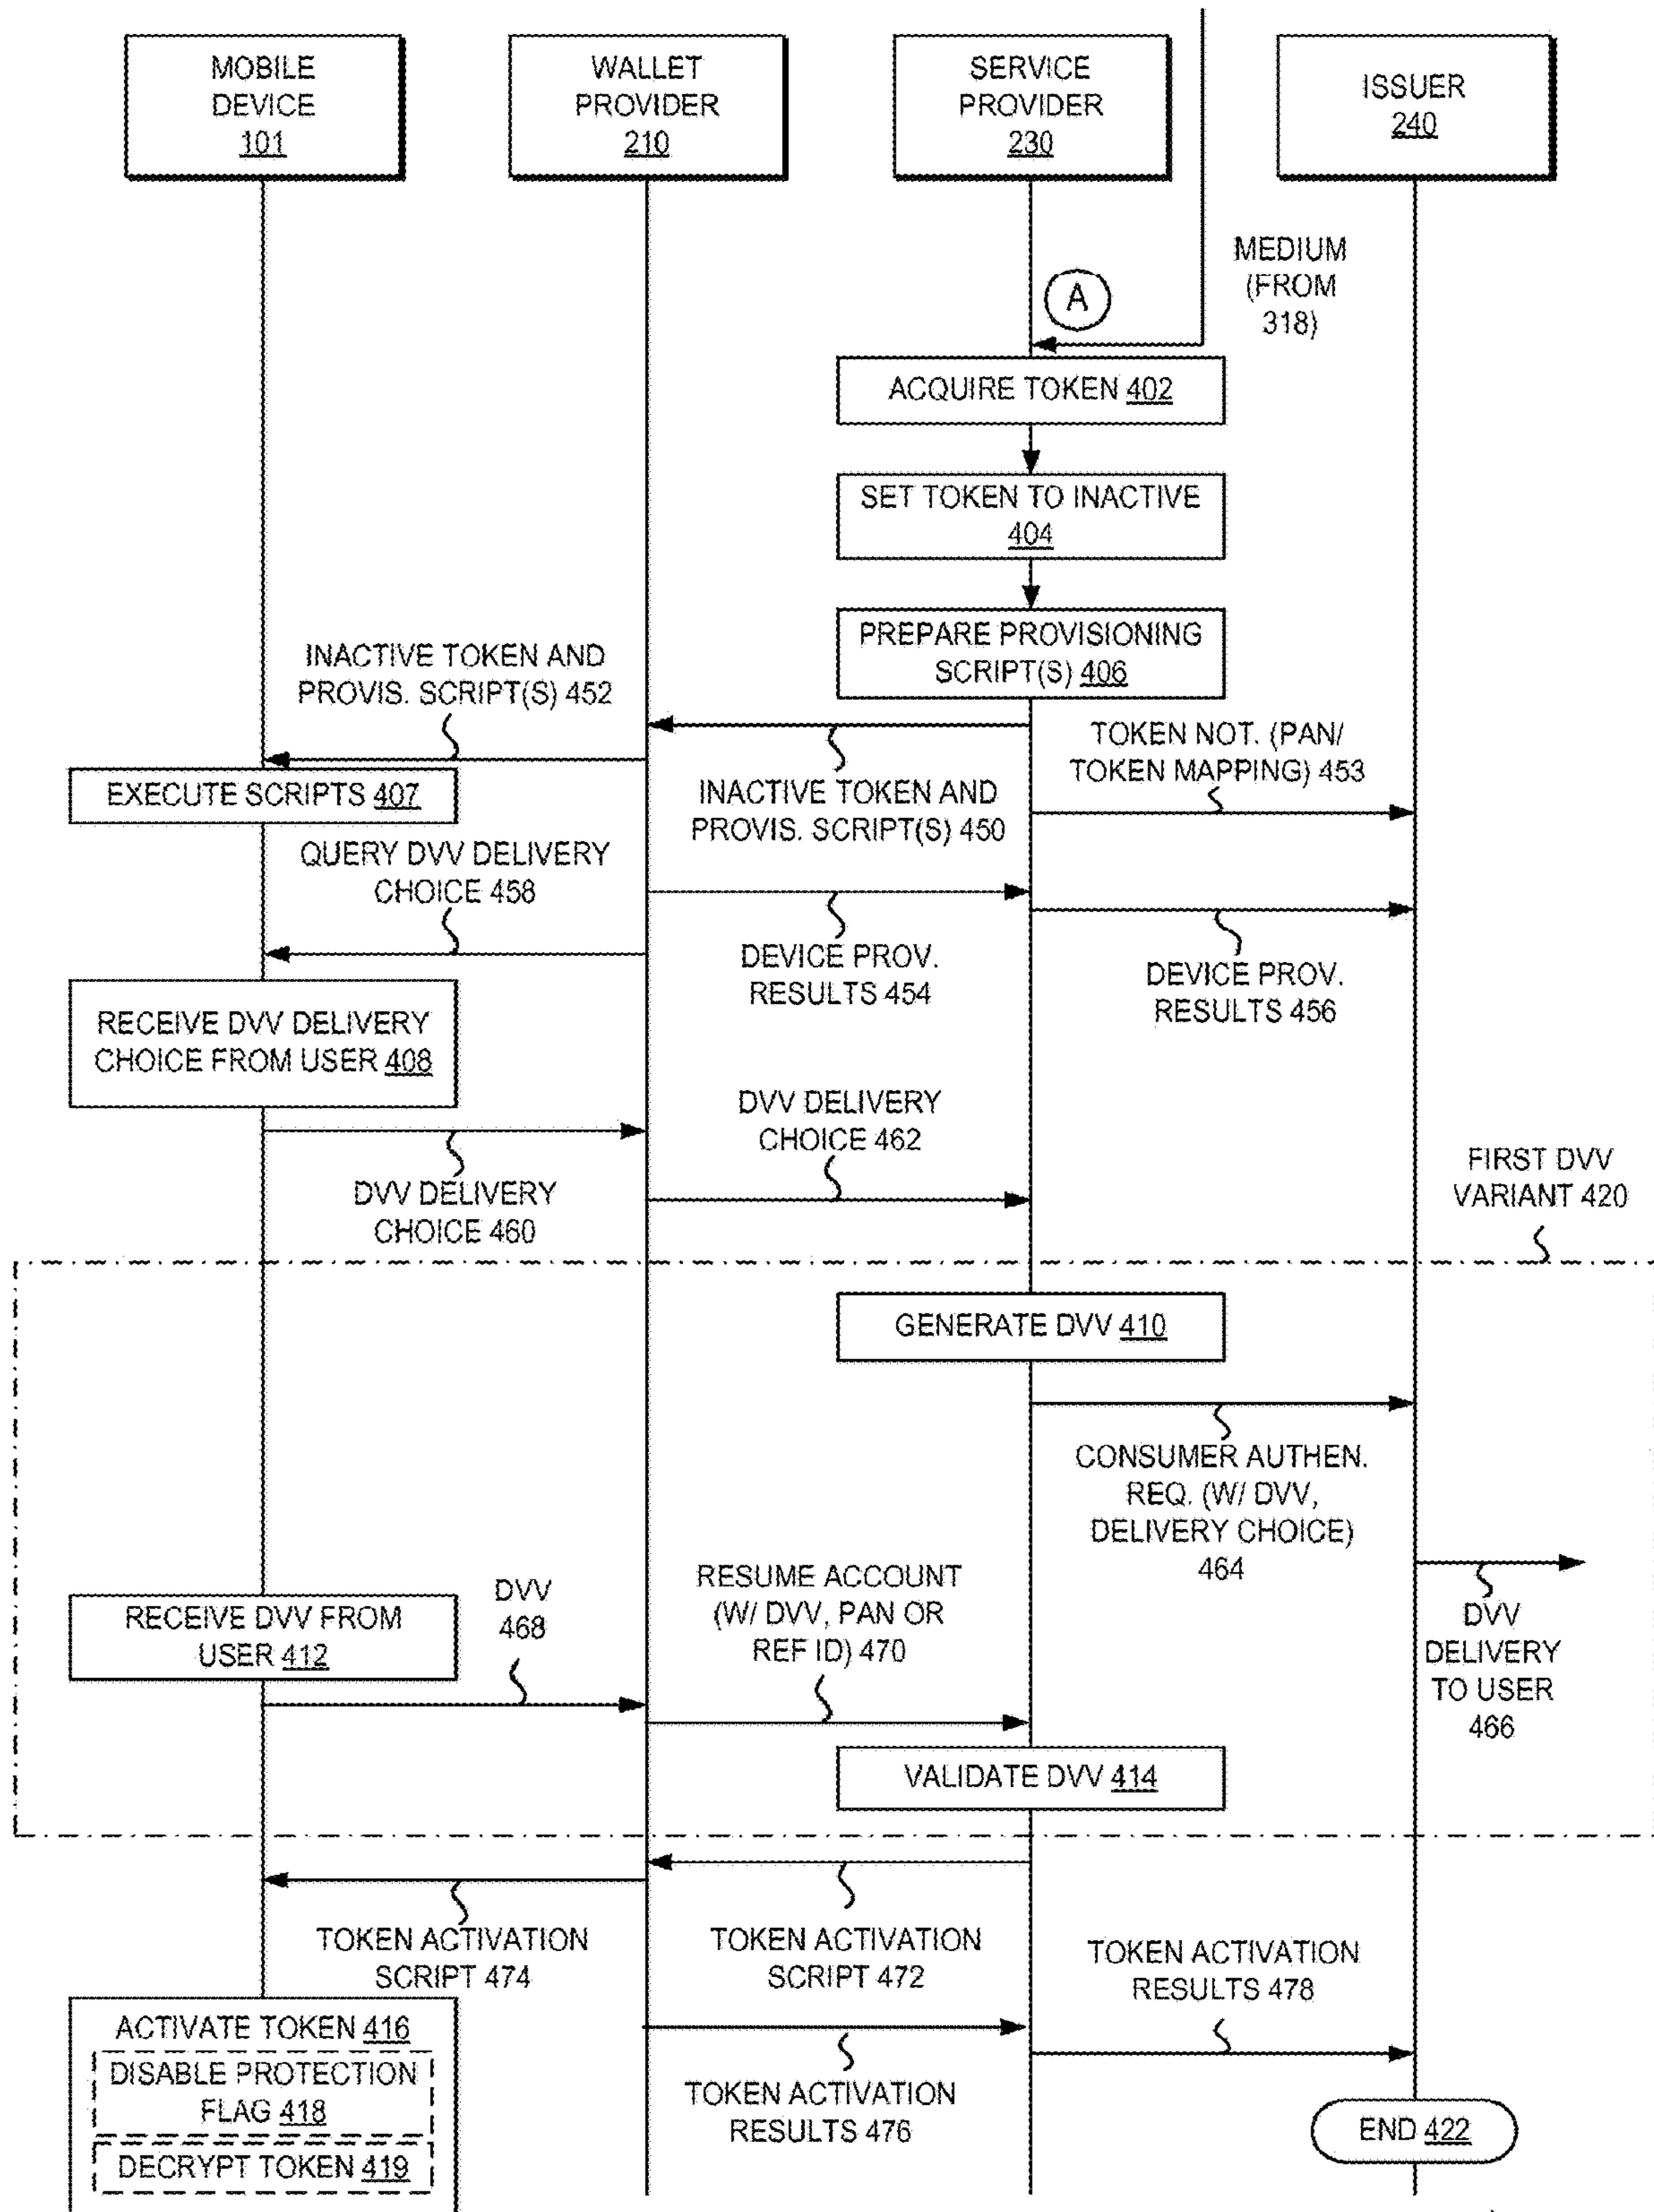 MOBILE
DEVICE
101
WALLET
PROVIDER
210
SERVICE
PROVIDER
230
ISSUER
240
MEDIUM
(FROM
318)
A
ACQUIRE TOKEN 402
SET TOKEN TO INACTIVE
404
PREPARE PROVISIONING
SCRIPT(S) 406
INACTIVE TOKEN AND
PROVIS. SCRIPT(S) 452
TOKEN NOT. (PAN/
TOKEN MAPPING) 453
EXECUTE SCRIPTS 407
INACTIVE TOKEN AND
PROVIS. SCRIPT(S) 450
QUERY DVV DELIVERY
CHOICE 458
DEVICE PROV.
RESULTS 454
DEVICE PROV.
RESULTS 456
RECEIVE DVV DELIVERY
CHOICE FROM USER 408
DVV DELIVERY
CHOICE 462
DVV DELIVERY
CHOICE 460
FIRST DVV
VARIANT 420
GENERATE DVV 410
CONSUMER AUTHEN.
REQ. (W/ DVV,
DELIVERY CHOICE)
464
RECEIVE DVV FROM
USER 412
DVV
468
RESUME ACCOUNT
(W/ DVV, PAN OR
REF ID) 470
DVV
DELIVERY
TO USER
466
VALIDATE DVV 414
TOKEN ACTIVATION
SCRIPT 474
TOKEN ACTIVATION
SCRIPT 472
TOKEN ACTIVATION
RESULTS 478
ACTIVATE TOKEN 416
DISABLE PROTECTION
FLAG 418
DECRYPT TOKEN 419
TOKEN ACTIVATION
RESULTS 476
END 422